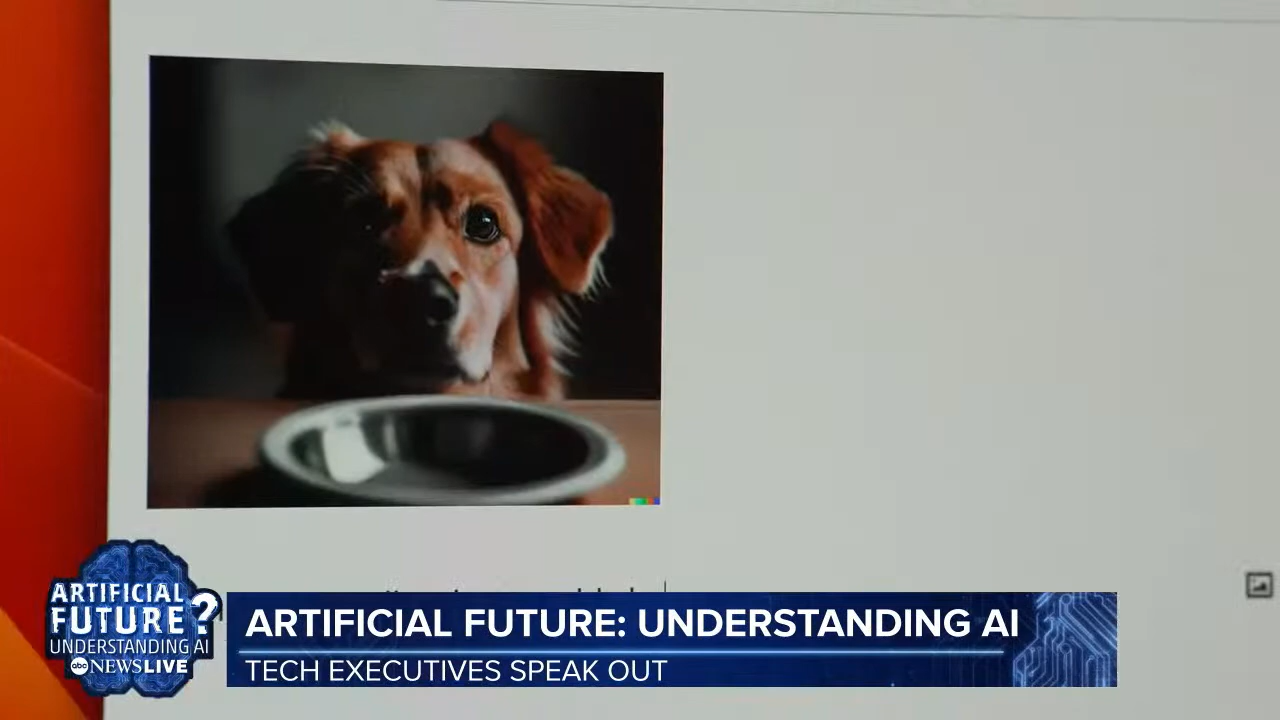 ARTIFICIAL
FUTURE?
UNDERSTANDING AI
abc NEWS LIVE
ARTIFICIAL FUTURE: UNDERSTANDING AI
TECH EXECUTIVES SPEAK OUT